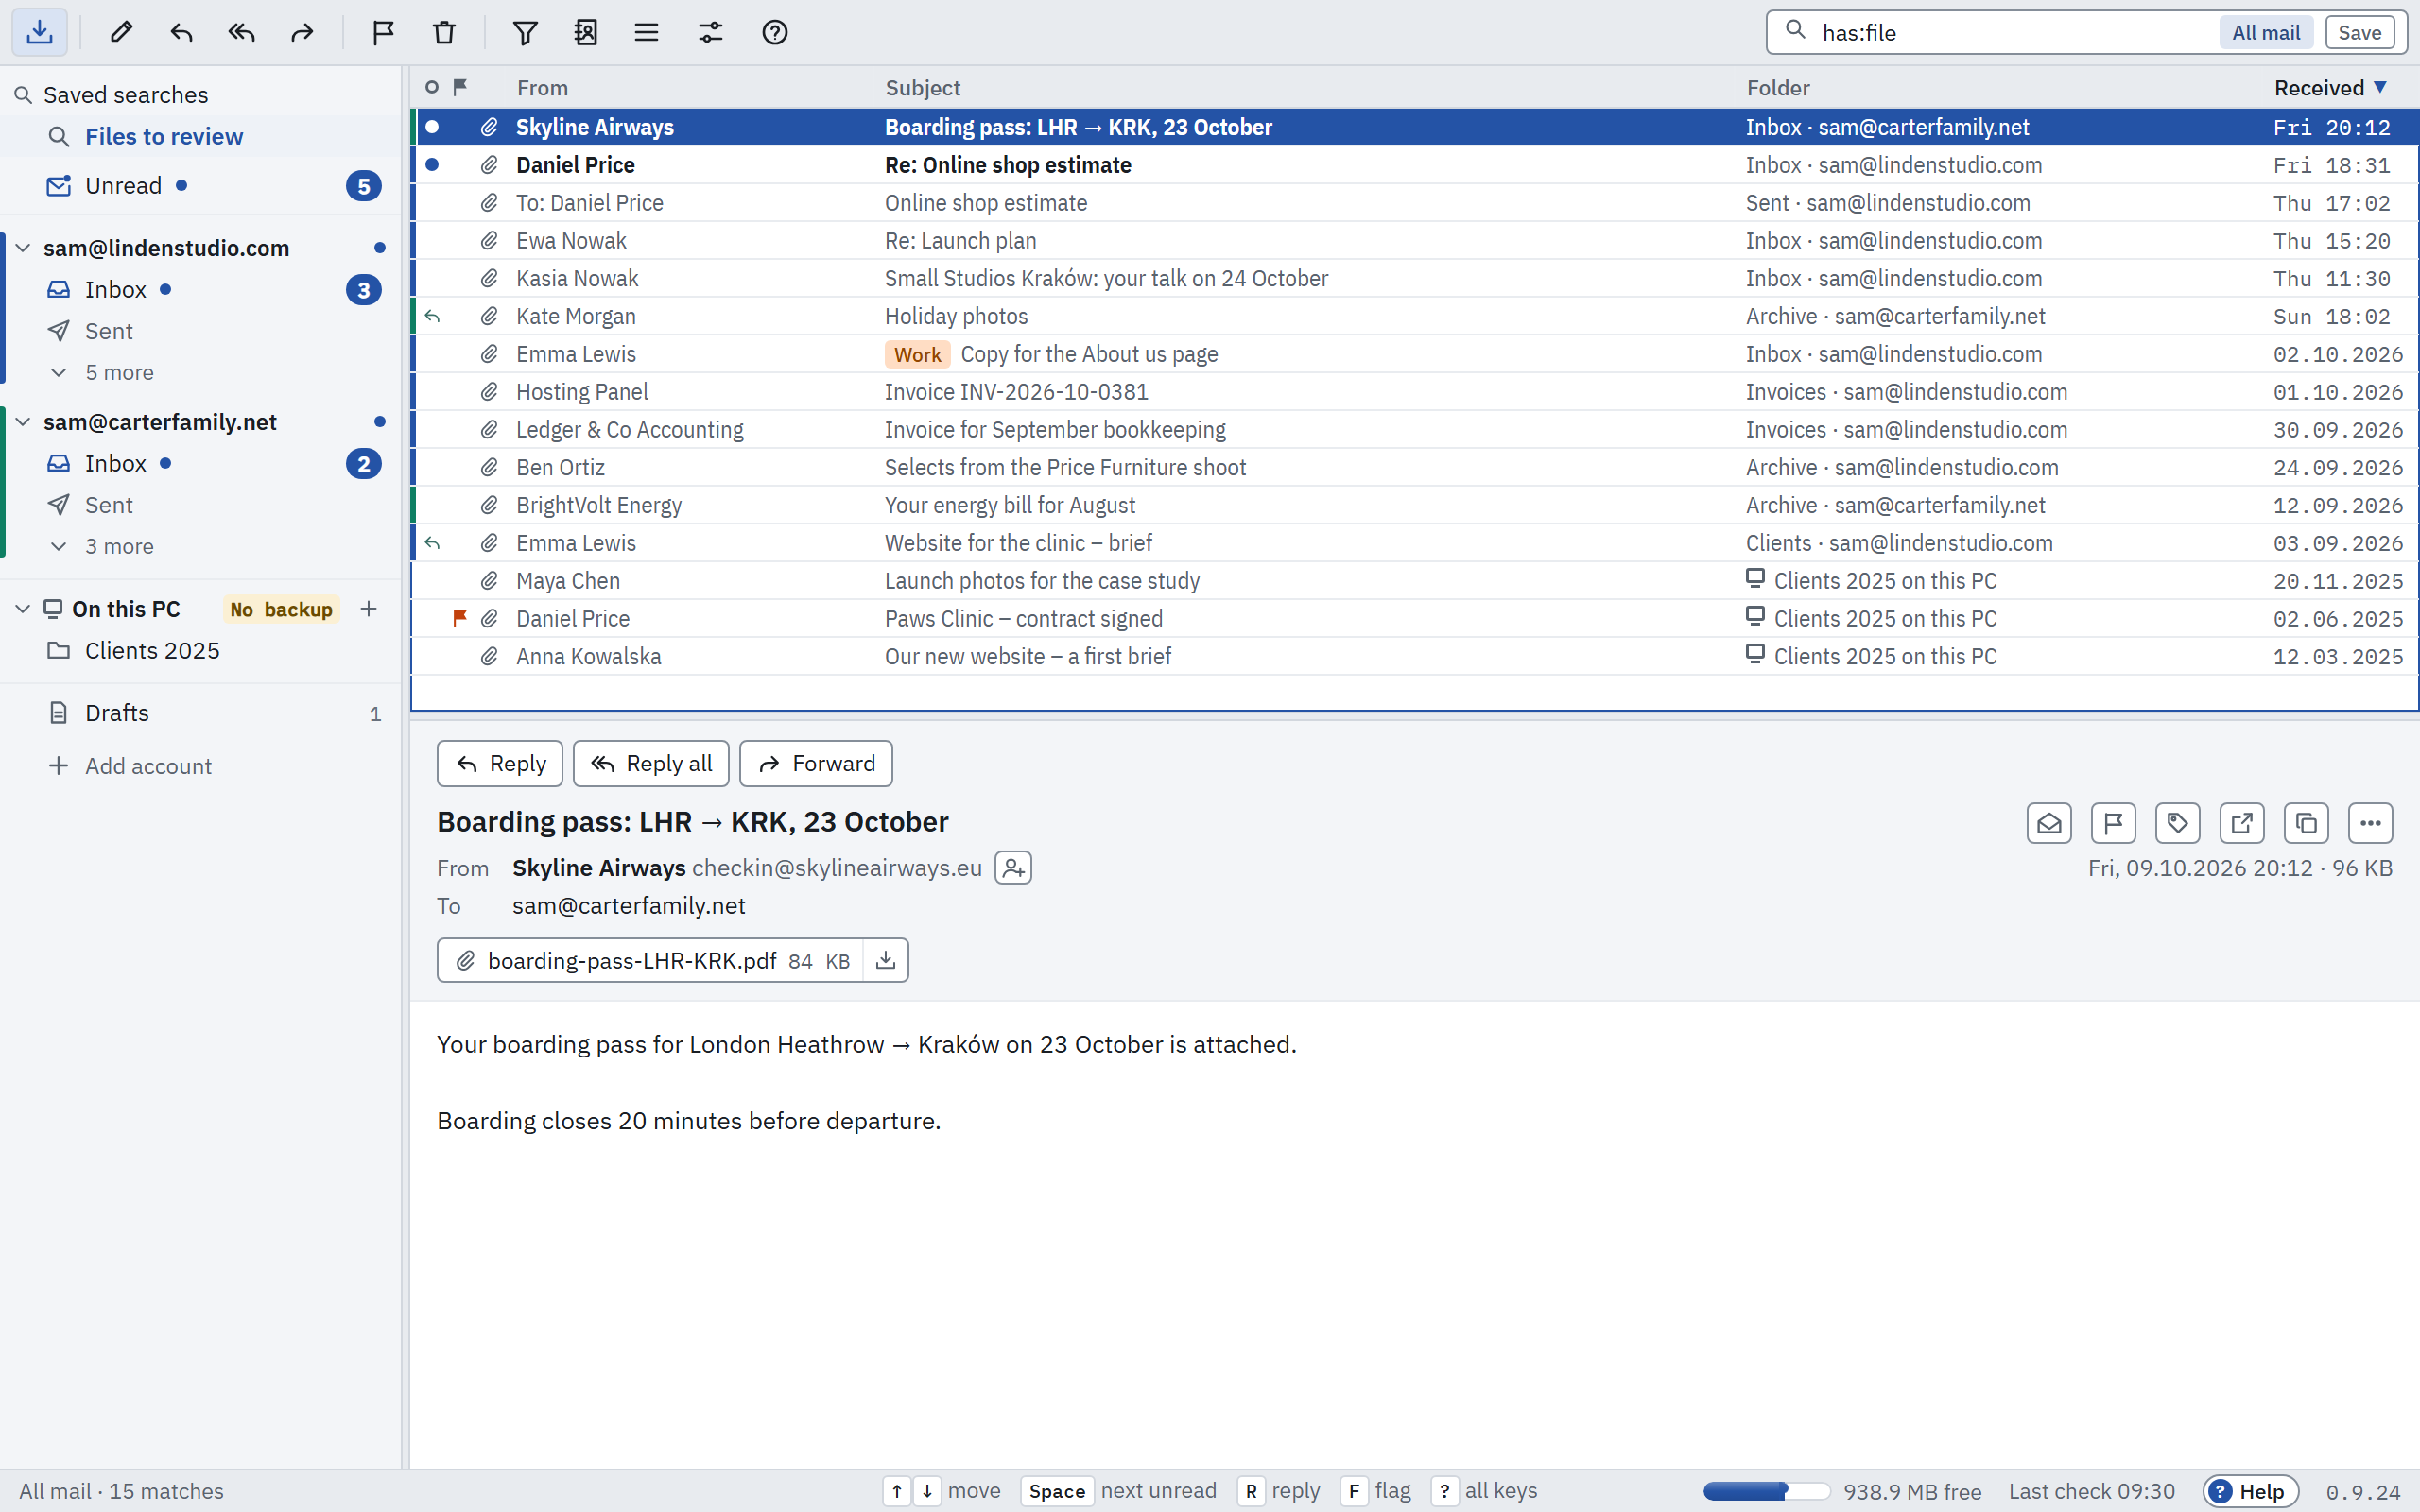 has:file All mail Save
Saved searches
Files to review
Unread 5
sam@lindenstudio.com
Inbox 3
Sent
5 more
sam@carterfamily.net
Inbox 2
Sent
3 more
On this PC No backup
Clients 2025
Drafts 1
Add account
From Subject Folder Received
Skyline Airways Boarding pass: LHR → KRK, 23 October Inbox · sam@carterfamily.net Fri 20:12
Daniel Price Re: Online shop estimate Inbox · sam@lindenstudio.com Fri 18:31
To: Daniel Price Online shop estimate Sent · sam@lindenstudio.com Thu 17:02
Ewa Nowak Re: Launch plan Inbox · sam@lindenstudio.com Thu 15:20
Kasia Nowak Small Studios Kraków: your talk on 24 October Inbox · sam@lindenstudio.com Thu 11:30
Kate Morgan Holiday photos Archive · sam@carterfamily.net Sun 18:02
Emma Lewis Work Copy for the About us page Inbox · sam@lindenstudio.com 02.10.2026
Hosting Panel Invoice INV-2026-10-0381 Invoices · sam@lindenstudio.com 01.10.2026
Ledger & Co Accounting Invoice for September bookkeeping Invoices · sam@lindenstudio.com 30.09.2026
Ben Ortiz Selects from the Price Furniture shoot Archive · sam@lindenstudio.com 24.09.2026
BrightVolt Energy Your energy bill for August Archive · sam@carterfamily.net 12.09.2026
Emma Lewis Website for the clinic – brief Clients · sam@lindenstudio.com 03.09.2026
Maya Chen Launch photos for the case study Clients 2025 on this PC 20.11.2025
Daniel Price Paws Clinic – contract signed Clients 2025 on this PC 02.06.2025
Anna Kowalska Our new website – a first brief Clients 2025 on this PC 12.03.2025
Reply Reply all Forward
Boarding pass: LHR → KRK, 23 October
From Skyline Airways checkin@skylineairways.eu Fri, 09.10.2026 20:12 · 96 KB
To sam@carterfamily.net
boarding-pass-LHR-KRK.pdf 84 KB
Your boarding pass for London Heathrow → Kraków on 23 October is attached.
Boarding closes 20 minutes before departure.
All mail · 15 matches ↑ ↓ move Space next unread R reply F flag ? all keys 938.9 MB free Last check 09:30 ? Help 0.9.24